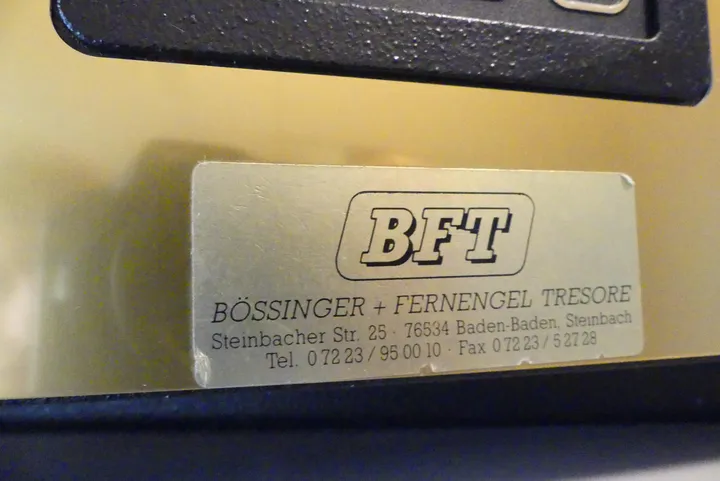 BFT
BÖSSINGER + FERNENGEL TRESORE
Steinbacher Str. 25 · 76534 Baden-Baden, Steinbach
Tel. 0 72 23 / 95 00 10 · Fax 0 72 23 / 5 27 28